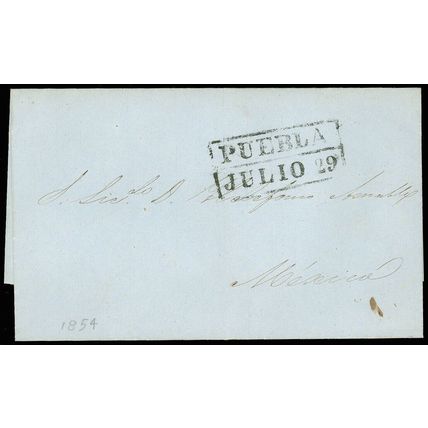 PUEBLA
JULIO 29
S. Lic.do D.
México
1854